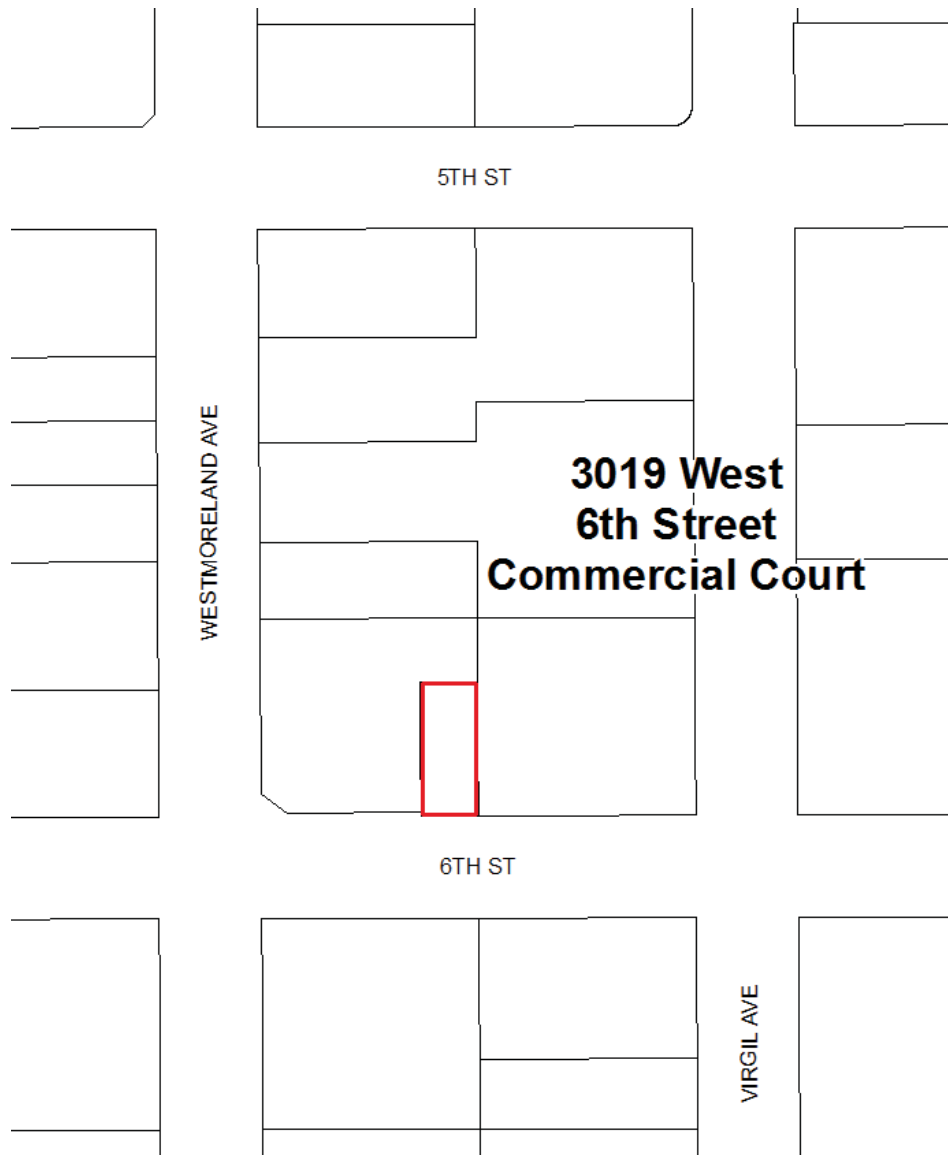 5TH ST
WESTMORELAND AVE
3019 West
6th Street
Commercial Court
6TH ST
VIRGIL AVE